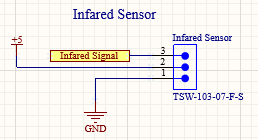 Infared Sensor
Infared Sensor
+5
Infared Signal
3
2
1
TSW-103-07-F-S
GND